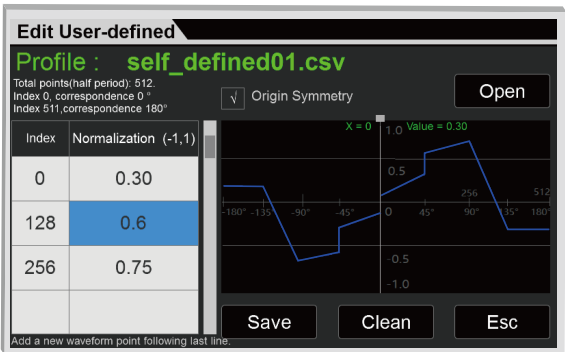 Edit User-defined
Profile : self_defined01.csv
Total points(half period): 512.
Index 0, correspondence 0 °
Index 511,correspondence 180°
√ Origin Symmetry
Open
Index Normalization (-1,1)
0 0.30
128 0.6
256 0.75
X = 0 Value = 0.30
1.0
0.5
256 512
-180° -135 -90° -45° 0 45° 90° 135° 180°
-0.5
-1.0
Save Clean Esc
Add a new waveform point following last line.